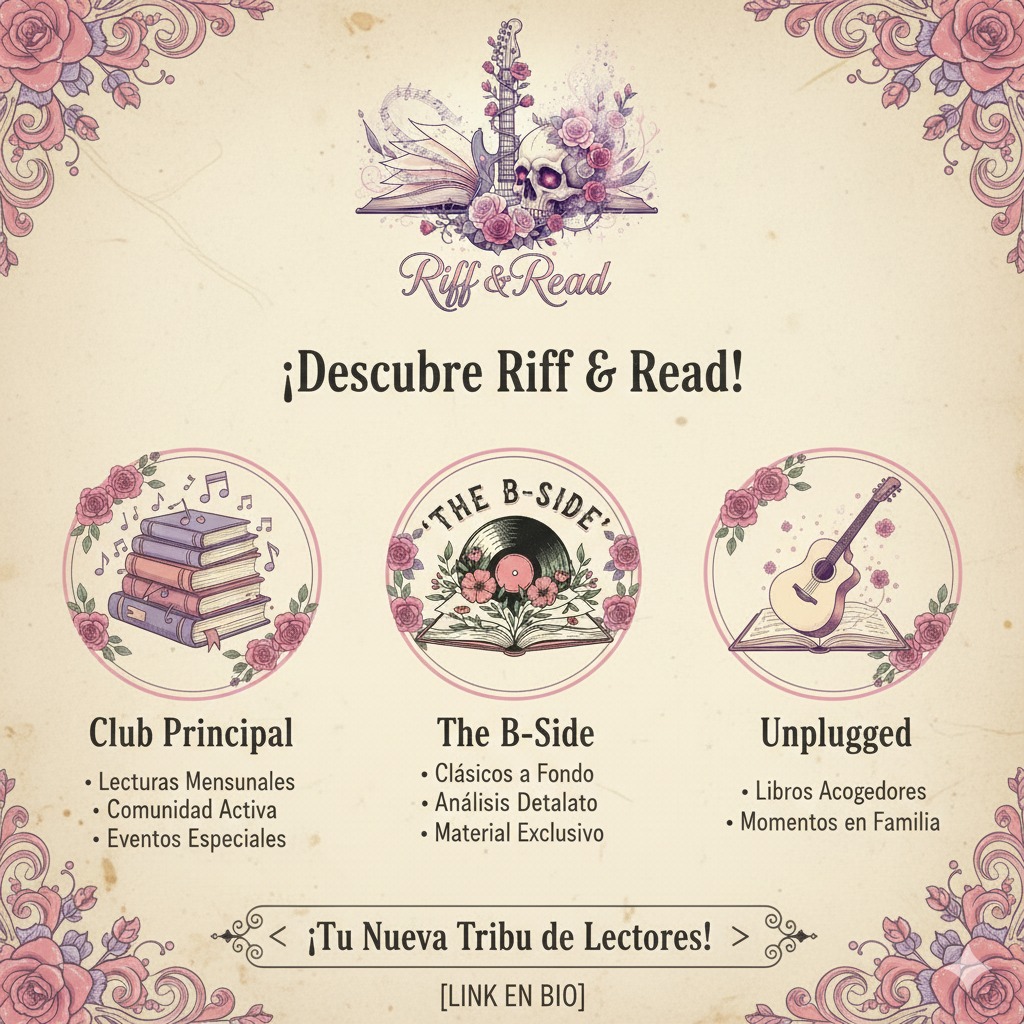 Riff & Read
¡Descubre Riff & Read!
'THE B-SIDE'
Club Principal
• Lecturas Mensunales
• Comunidad Activa
• Eventos Especiales
The B-Side
• Clásicos a Fondo
• Análisis Detalato
• Material Exclusivo
Unplugged
• Libros Acogedores
• Momentos en Familia
< ¡Tu Nueva Tribu de Lectores! >
[LINK EN BIO]